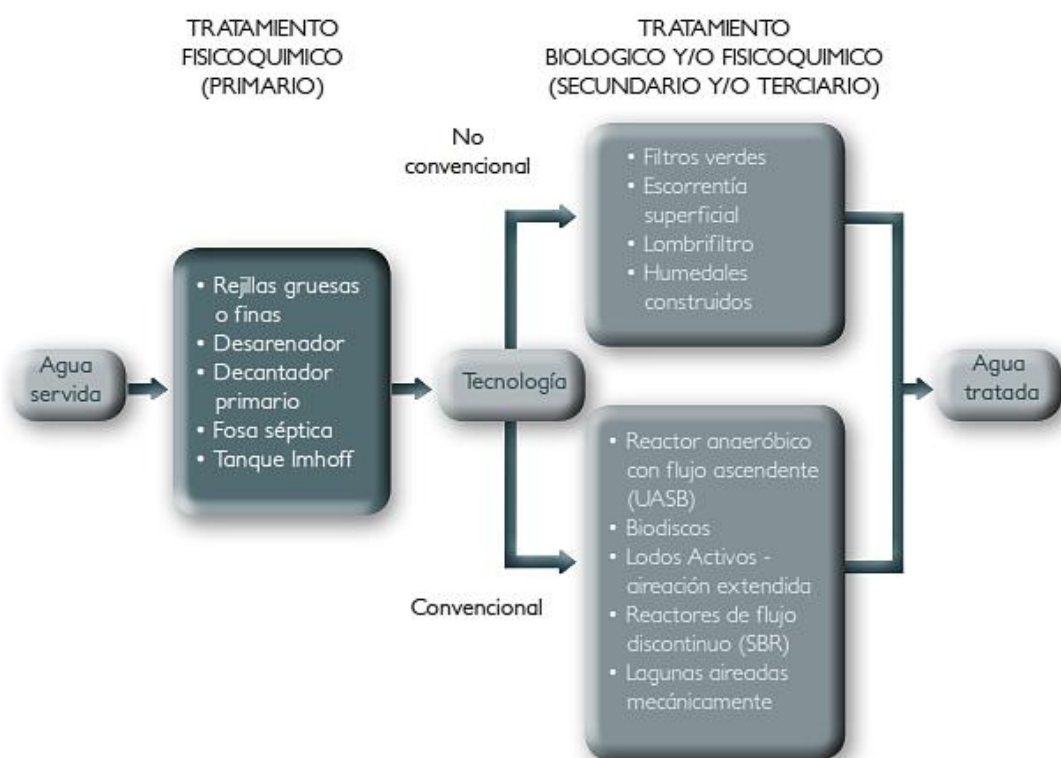 TRATAMIENTO
FISICOQUIMICO
(PRIMARIO)
TRATAMIENTO
BIOLOGICO Y/O FISICOQUIMICO
(SECUNDARIO Y/O TERCIARIO)
Agua
servida
• Rejillas gruesas
o finas
• Desarenador
• Decantador
primario
• Fosa séptica
• Tanque Imhoff
Tecnología
No
convencional
• Filtros verdes
• Escorrentía
superficial
• Lombrifiltro
• Humedales
construidos
Convencional
• Reactor anaeróbico
con flujo ascendente
(UASB)
• Biodiscos
• Lodos Activos -
aireación extendida
• Reactores de flujo
discontinuo (SBR)
• Lagunas aireadas
mecánicamente
Agua
tratada